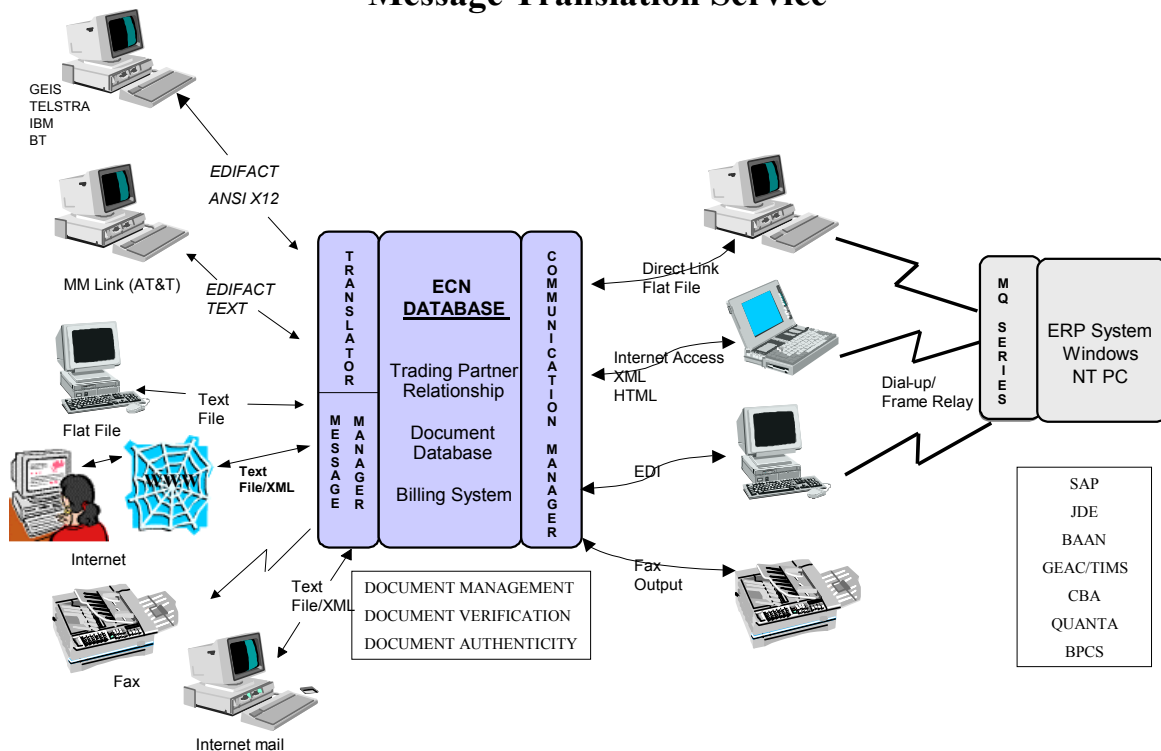 Message Translation Service
GEIS
TELSTRA
IBM
BT
EDIFACT
ANSI X12
MM Link (AT&T)
EDIFACT
TEXT
Flat File
Text
File
WWW
Text
File/XML
Internet
Fax
Text
File/XML
Internet mail
TRANSLATOR
MESSAGE
MANAGER
ECN
DATABASE
Trading Partner
Relationship
Document
Database
Billing System
COMMUNICATION MANAGER
DOCUMENT MANAGEMENT
DOCUMENT VERIFICATION
DOCUMENT AUTHENTICITY
Direct Link
Flat File
Internet Access
XML
HTML
EDI
Fax
Output
Dial-up/
Frame Relay
MQ SERIES
ERP System
Windows
NT PC
SAP
JDE
BAAN
GEAC/TIMS
CBA
QUANTA
BPCS